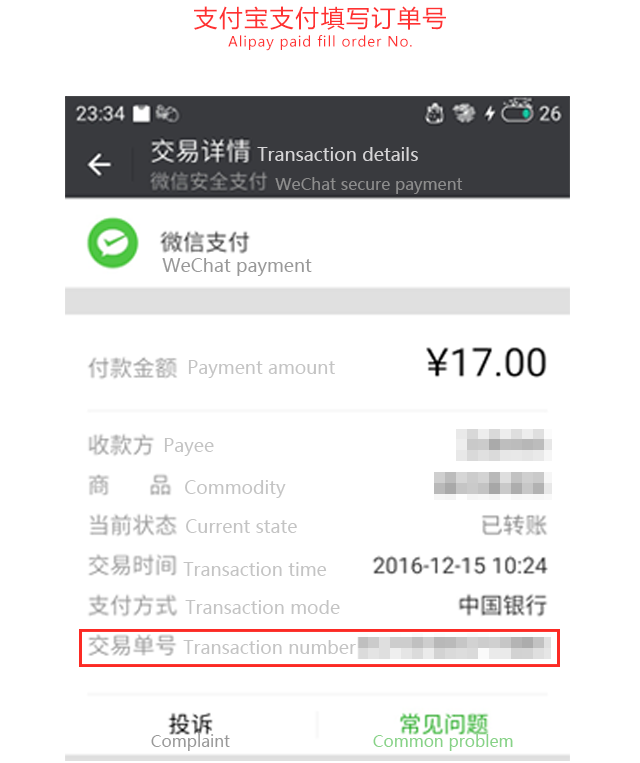 支付宝支付填写订单号
Alipay paid fill order No.
23:34 26
交易详情 Transaction details
微信安全支付 WeChat secure payment
微信支付
WeChat payment
付款金额 Payment amount ¥17.00
收款方 Payee
商 品 Commodity
当前状态 Current state 已转账
交易时间 Transaction time 2016-12-15 10:24
支付方式 Transaction mode 中国银行
交易单号 Transaction number
投诉 常见问题
Complaint Common problem